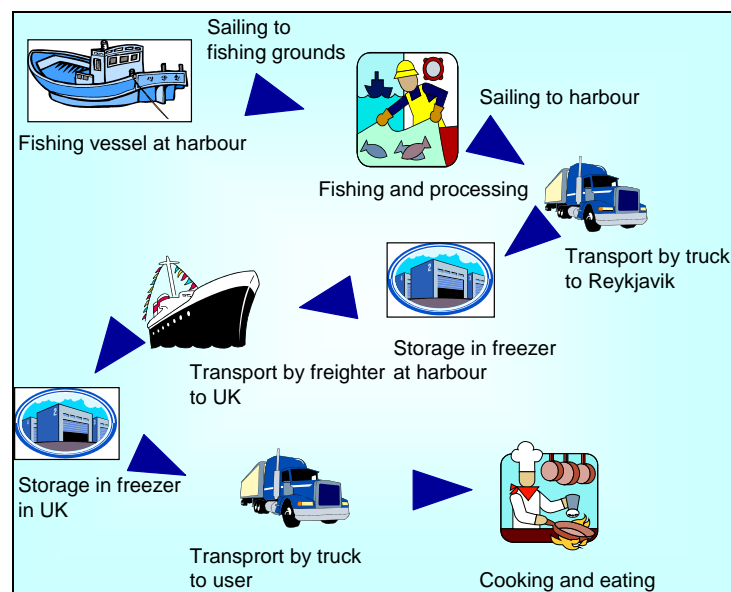 Sailing to
fishing grounds
Fishing vessel at harbour
Sailing to harbour
Fishing and processing
Transport by truck
to Reykjavik
Storage in freezer
at harbour
Transport by freighter
to UK
Storage in freezer
in UK
Transprort by truck
to user
Cooking and eating